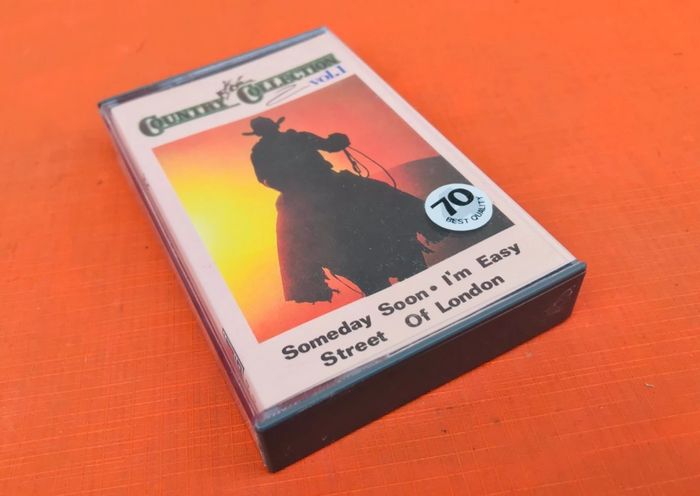 Country Collection
vol.1
70
BEST QUALITY
Someday Soon • I'm Easy
Street Of London